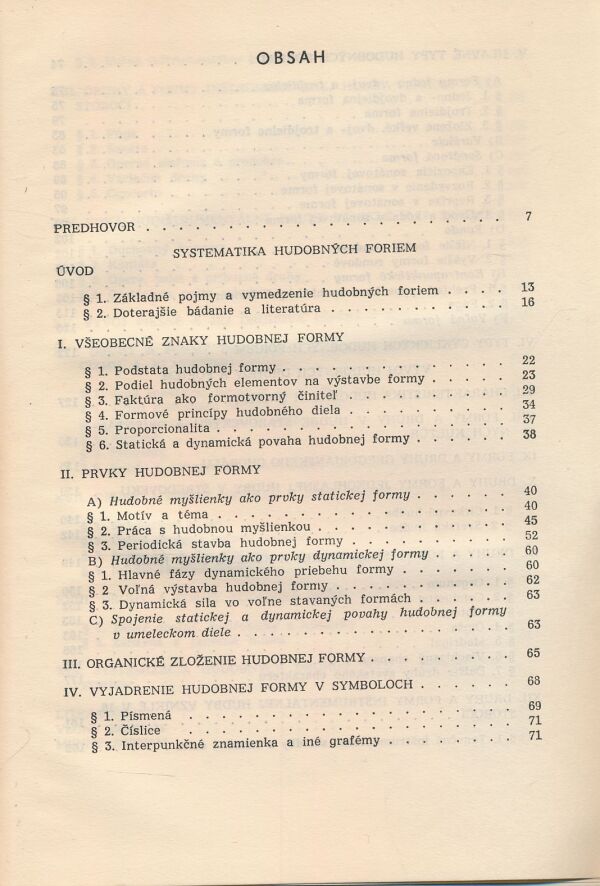 OBSAH
PREDHOVOR . . . . . . . . . . . . . . . . . . . . 7
SYSTEMATIKA HUDOBNÝCH FORIEM
ÚVOD
§ 1. Základné pojmy a vymedzenie hudobných foriem . . . . . 13
§ 2. Doterajšie bádanie a literatúra . . . . . . . . . . 16
I. VŠEOBECNÉ ZNAKY HUDOBNEJ FORMY
§ 1. Podstata hudobnej formy . . . . . . . . . . . . 22
§ 2. Podiel hudobných elementov na výstavbe formy . . . . . 23
§ 3. Faktúra ako formotvorný činiteľ . . . . . . . . . 29
§ 4. Formové princípy hudobného diela . . . . . . . . . 34
§ 5. Proporcionalita . . . . . . . . . . . . . . . 37
§ 6. Statická a dynamická povaha hudobnej formy . . . . . 38
II. PRVKY HUDOBNEJ FORMY
A) Hudobné myšlienky ako prvky statickej formy . . . . . 40
§ 1. Motív a téma . . . . . . . . . . . . . . . 40
§ 2. Práca s hudobnou myšlienkou . . . . . . . . . . 45
§ 3. Periodická stavba hudobnej formy . . . . . . . . 52
B) Hudobné myšlienky ako prvky dynamickej formy . . . . 60
§ 1. Hlavné fázy dynamického priebehu formy . . . . . . 60
§ 2 Voľná výstavba hudobnej formy . . . . . . . . . 62
§ 3. Dynamická sila vo voľne stavaných formách . . . . . 63
C) Spojenie statickej a dynamickej povahy hudobnej formy
v umeleckom diele . . . . . . . . . . . . . . 63
III. ORGANICKÉ ZLOŽENIE HUDOBNEJ FORMY . . . . . . . 65
IV. VYJADRENIE HUDOBNEJ FORMY V SYMBOLOCH . . . . . 68
§ 1. Písmená . . . . . . . . . . . . . . . . . 69
§ 2. Číslice . . . . . . . . . . . . . . . . . 71
§ 3. Interpunkčné znamienka a iné grafémy . . . . . . . 71